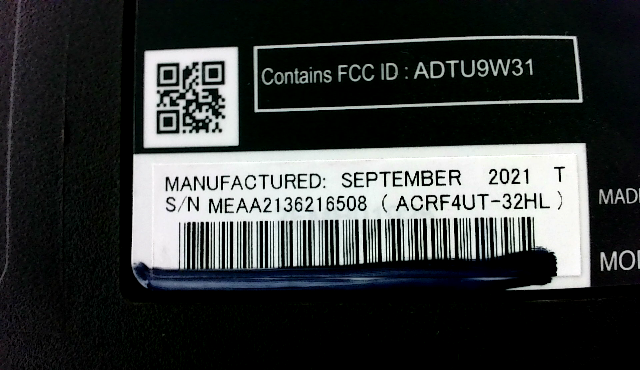 Contains FCC ID : ADTU9W31
MANUFACTURED: SEPTEMBER 2021 T
S/N MEAA2136216508 ( ACRF4UT-32HL )